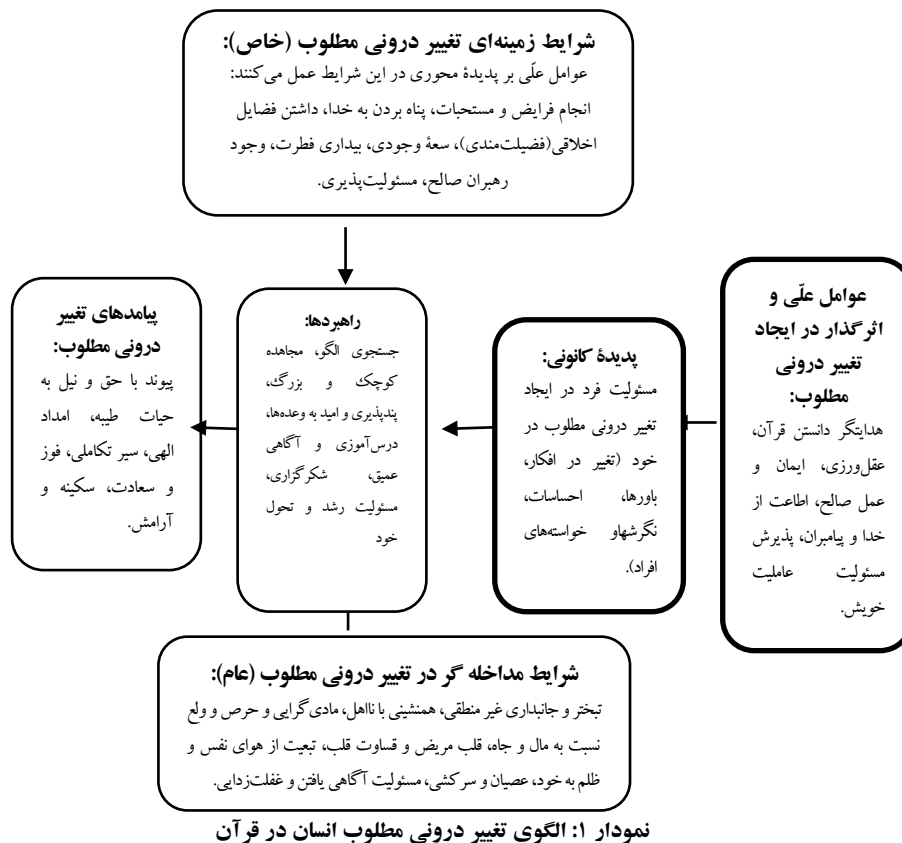 شرایط زمینه‌ای تغییر درونی مطلوب (خاص):
عوامل علّی بر پدیدۀ محوری در این شرایط عمل می‌کنند:
انجام فرایض و مستحبات، پناه بردن به خدا، داشتن فضایل
اخلاقی(فضیلت‌مندی)، سعۀ وجودی، بیداری فطرت، وجود
رهبران صالح، مسئولیت‌پذیری.
عوامل علّی و
اثرگذار در ایجاد
تغییر درونی
مطلوب:
هدایتگر دانستن قرآن،
عقل‌ورزی، ایمان و
عمل صالح، اطاعت از
خدا و پیامبران، پذیرش
مسئولیت عاملیت
خویش.
پدیدۀ کانونی:
مسئولیت فرد در ایجاد
تغییر درونی مطلوب در
خود (تغییر در افکار،
باورها، احساسات،
نگرشهاو خواسته‌های
افراد).
راهبردها:
جستجوی الگو، مجاهده
کوچک و بزرگ،
پندپذیری و امید به وعده‌ها،
درس‌آموزی و آگاهی
عمیق، شکرگزاری،
مسئولیت رشد و تحول
خود
پیامدهای تغییر
درونی مطلوب:
پیوند با حق و نیل به
حیات طیبه، امداد
الهی، سیر تکاملی، فوز
و سعادت، سکینه و
آرامش.
شرایط مداخله گر در تغییر درونی مطلوب (عام):
تبختر و جانبداری غیر منطقی، همنشینی با نااهل، مادی‌گرایی و حرص و ولع
نسبت به مال و جاه، قلب مریض و قساوت قلب، تبعیت از هوای نفس و
ظلم به خود، عصیان و سرکشی، مسئولیت آگاهی یافتن و غفلت‌زدایی.
نمودار ۱: الگوی تغییر درونی مطلوب انسان در قرآن